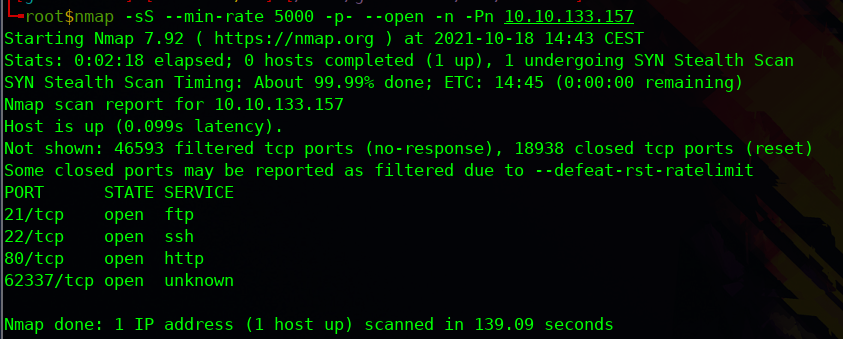 root$nmap -sS --min-rate 5000 -p- --open -n -Pn 10.10.133.157
Starting Nmap 7.92 ( https://nmap.org ) at 2021-10-18 14:43 CEST
Stats: 0:02:18 elapsed; 0 hosts completed (1 up), 1 undergoing SYN Stealth Scan
SYN Stealth Scan Timing: About 99.99% done; ETC: 14:45 (0:00:00 remaining)
Nmap scan report for 10.10.133.157
Host is up (0.099s latency).
Not shown: 46593 filtered tcp ports (no-response), 18938 closed tcp ports (reset)
Some closed ports may be reported as filtered due to --defeat-rst-ratelimit
PORT      STATE SERVICE
21/tcp    open  ftp
22/tcp    open  ssh
80/tcp    open  http
62337/tcp open  unknown
Nmap done: 1 IP address (1 host up) scanned in 139.09 seconds